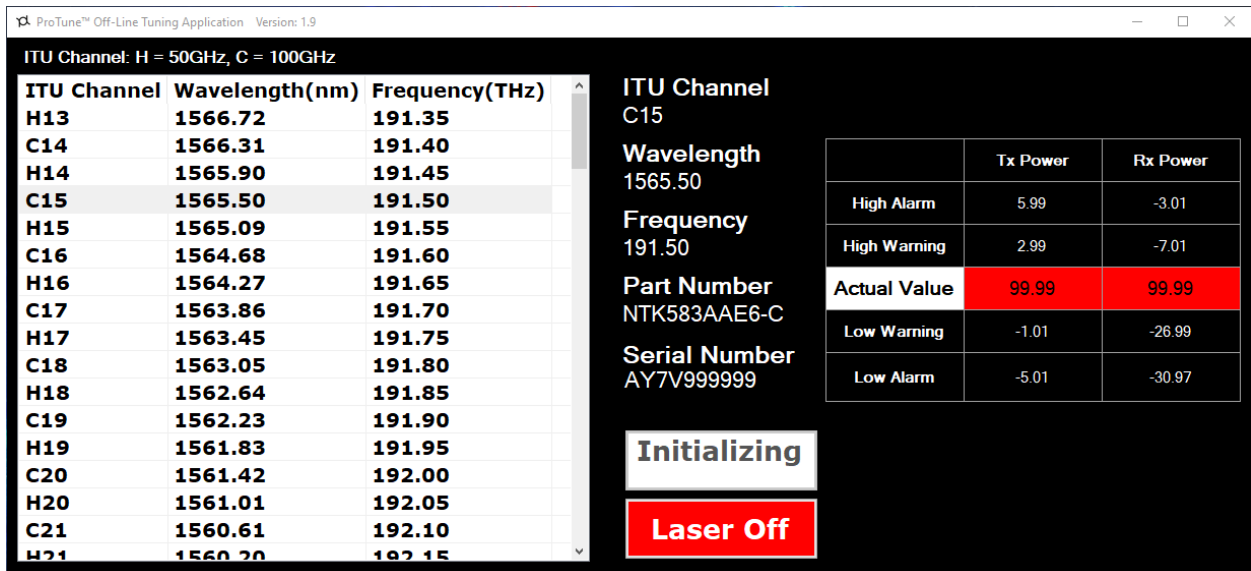 ProTune™ Off-Line Tuning Application Version: 1.9
ITU Channel: H = 50GHz, C = 100GHz
ITU Channel Wavelength(nm) Frequency(THz)
H13 1566.72 191.35
C14 1566.31 191.40
H14 1565.90 191.45
C15 1565.50 191.50
H15 1565.09 191.55
C16 1564.68 191.60
H16 1564.27 191.65
C17 1563.86 191.70
H17 1563.45 191.75
C18 1563.05 191.80
H18 1562.64 191.85
C19 1562.23 191.90
H19 1561.83 191.95
C20 1561.42 192.00
H20 1561.01 192.05
C21 1560.61 192.10
H21 1560.20 192.15
ITU Channel
C15
Wavelength
1565.50
Frequency
191.50
Part Number
NTK583AAE6-C
Serial Number
AY7V999999
Initializing
Laser Off
Tx Power Rx Power
High Alarm 5.99 -3.01
High Warning 2.99 -7.01
Actual Value 99.99 99.99
Low Warning -1.01 -26.99
Low Alarm -5.01 -30.97